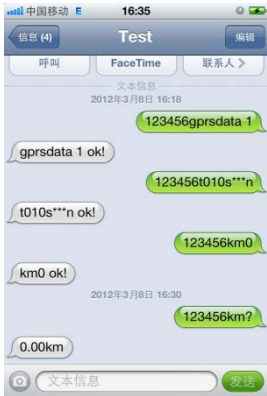 中国移动 E 16:35
信息 (4) Test 编辑
呼叫 FaceTime 联系人
文本信息
2012年3月8日 16:18
123456gprsdata 1
gprsdata 1 ok!
123456t010s***n
t010s***n ok!
123456km0
km0 ok!
2012年3月8日 16:30
123456km?
0.00km
文本信息 发送